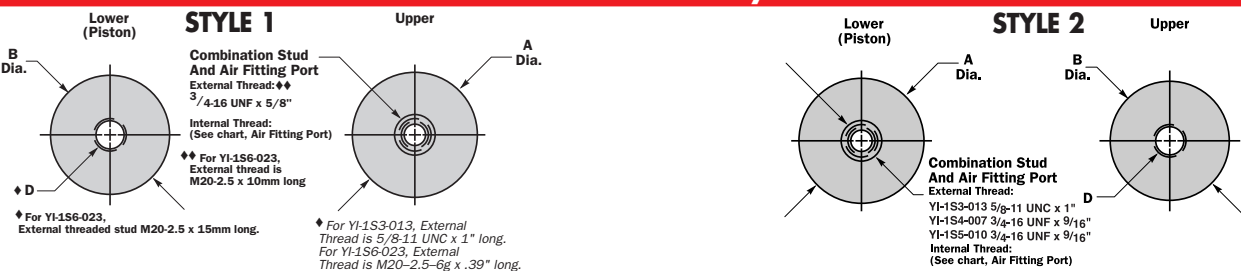 Lower
(Piston)
STYLE 1
Upper
B
Dia.
Combination Stud
And Air Fitting Port
External Thread:♦♦
3/4-16 UNF x 5/8"
Internal Thread:
(See chart, Air Fitting Port)
♦♦ For YI-1S6-023,
External thread is
M20-2.5 x 10mm long
A
Dia.
♦ D
♦ For YI-1S6-023,
External threaded stud M20-2.5 x 15mm long.
♦ For YI-1S3-013, External
Thread is 5/8-11 UNC x 1" long.
For YI-1S6-023, External
Thread is M20–2.5–6g x .39" long.
Lower
(Piston)
STYLE 2
Upper
A
Dia.
B
Dia.
Combination Stud
And Air Fitting Port
External Thread:
YI-1S3-013 5/8-11 UNC x 1"
YI-1S4-007 3/4-16 UNF x 9/16"
YI-1S5-010 3/4-16 UNF x 9/16"
Internal Thread:
(See chart, Air Fitting Port)
D